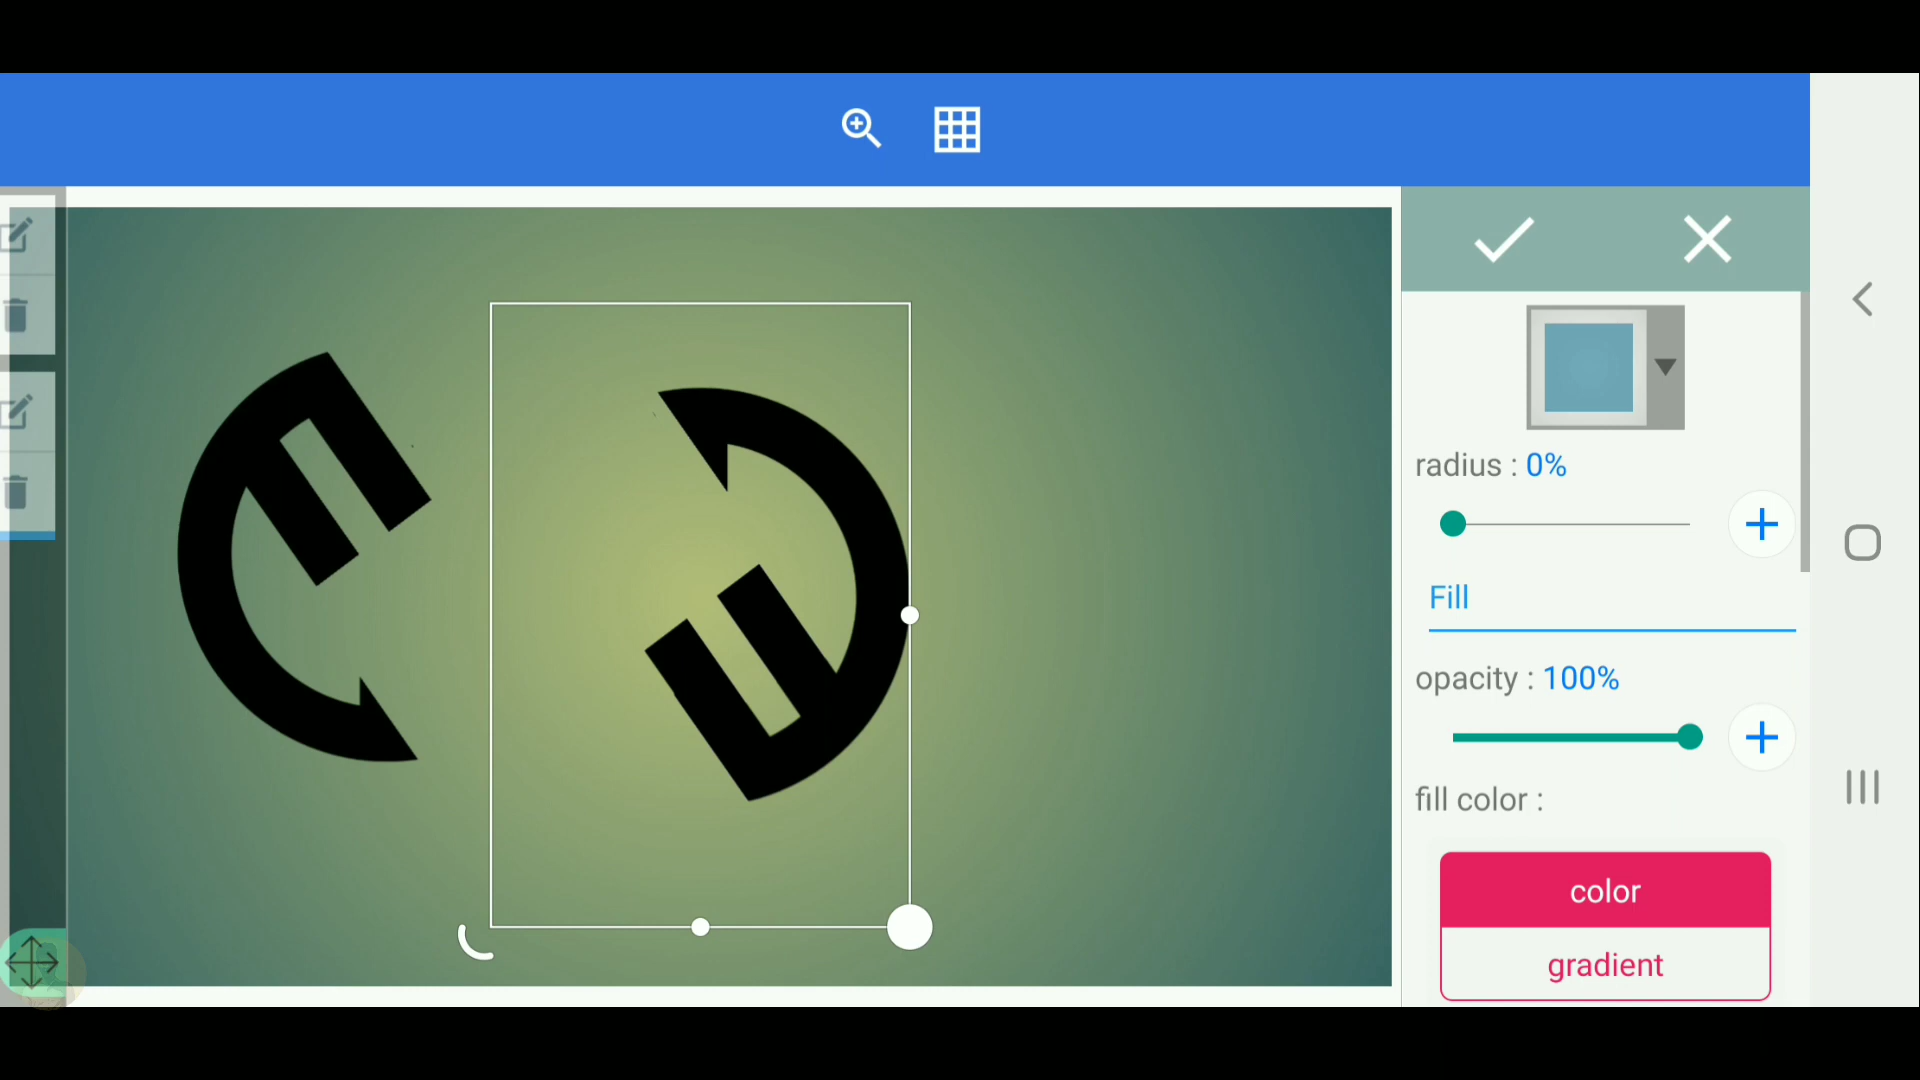 radius : 0%
Fill
opacity : 100%
fill color :
color
gradient